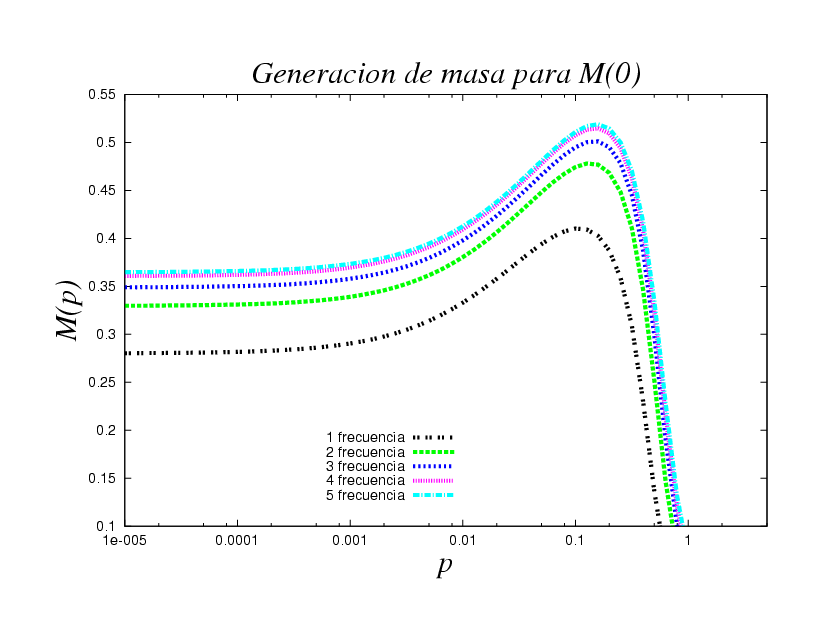 Generacion de masa para M(0)
0.55
0.5
0.45
0.4
0.35
0.3
0.25
0.2
0.15
0.1
M(p)
1 frecuencia
2 frecuencia
3 frecuencia
4 frecuencia
5 frecuencia
1e-005 0.0001 0.001 0.01 0.1 1
p